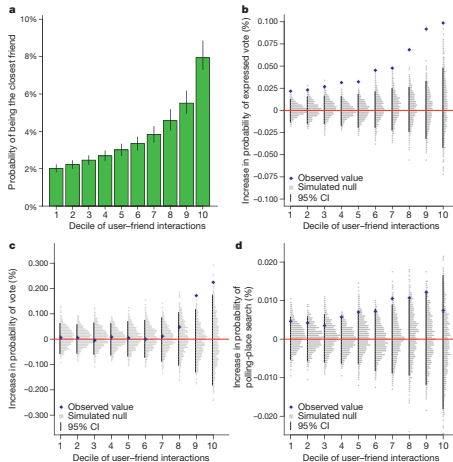 a
Probability of being the closest friend
10%
8%
6%
4%
2%
0%
1 2 3 4 5 6 7 8 9 10
Decile of user–friend interactions
b
Increase in probability of expressed vote (%)
0.100
0.075
0.050
0.025
0
−0.025
−0.050
−0.075
−0.100
Observed value
Simulated null
95% CI
1 2 3 4 5 6 7 8 9 10
Decile of user–friend interactions
c
Increase in probability of vote (%)
0.300
0.200
0.100
0
−0.100
−0.200
−0.300
Observed value
Simulated null
95% CI
1 2 3 4 5 6 7 8 9 10
Decile of user–friend interactions
d
Increase in probability of
polling-place search (%)
0.020
0.010
0
−0.010
−0.020
Observed value
Simulated null
95% CI
1 2 3 4 5 6 7 8 9 10
Decile of user–friend interactions